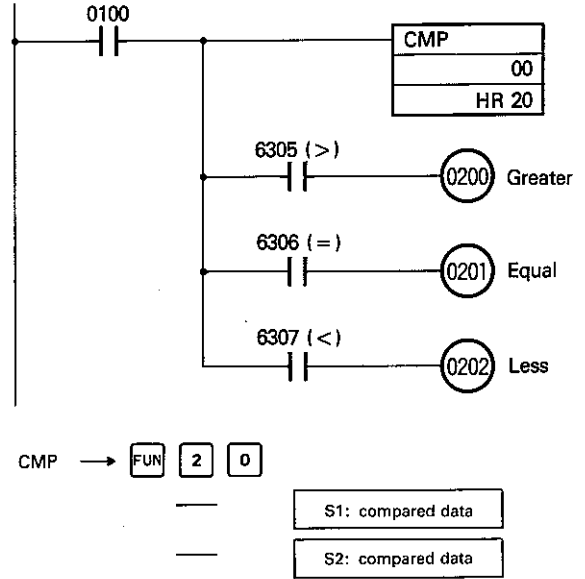 0100
CMP
00
HR 20
6305 (>)
0200 Greater
6306 (=)
0201 Equal
6307 (<)
0202 Less
CMP → FUN 2 0
S1: compared data
S2: compared data